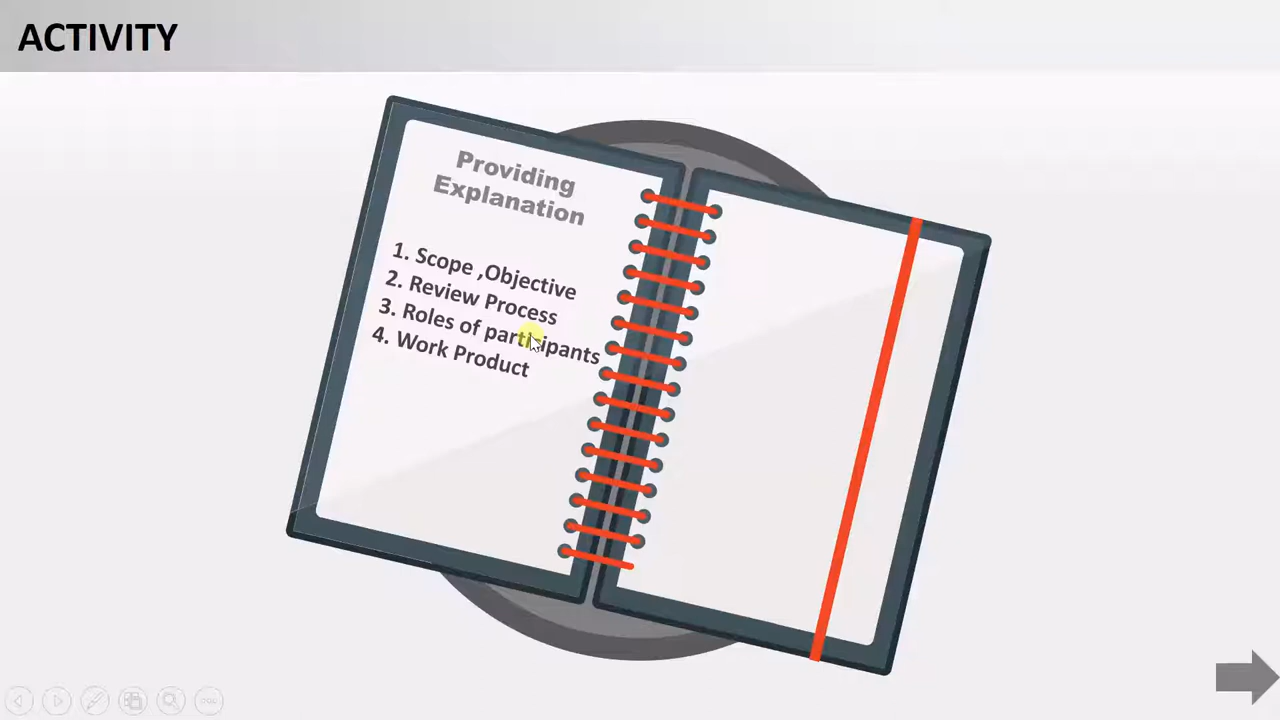 ACTIVITY
Providing
Explanation
1. Scope ,Objective
2. Review Process
3. Roles of participants
4. Work Product